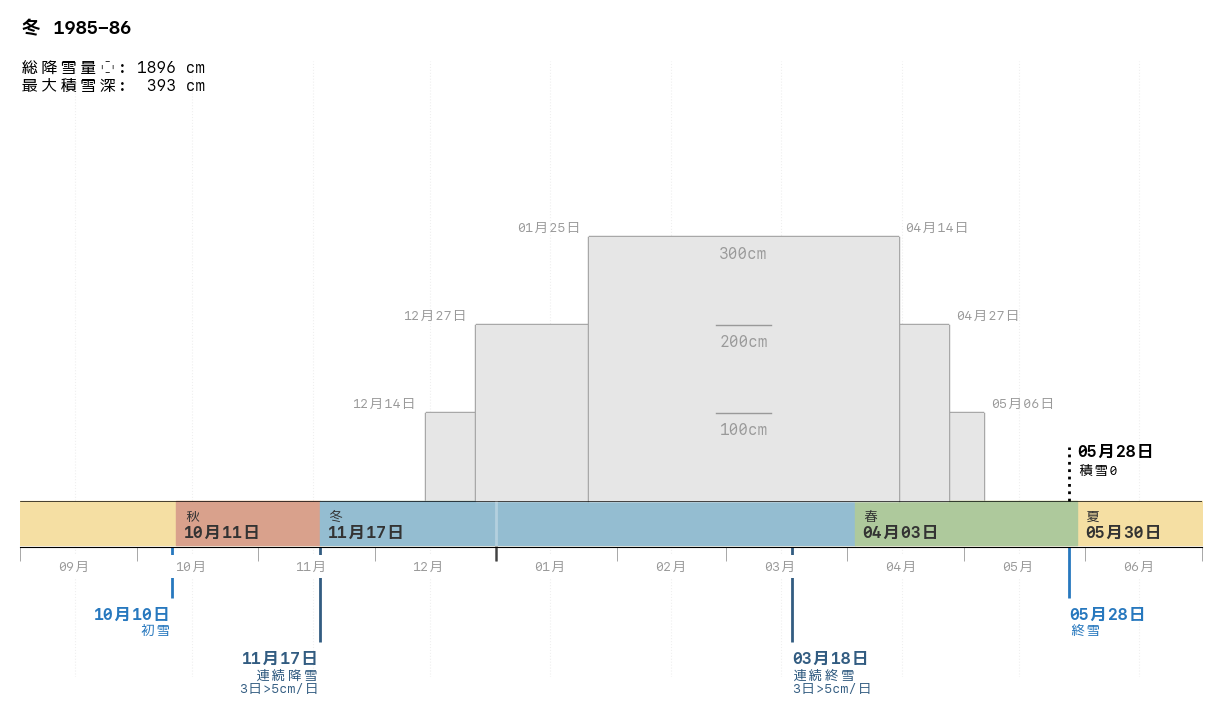 冬 1985–86
総降雪量: 1896 cm
最大積雪深: 393 cm
01月25日
04月14日
300cm
12月27日
04月27日
200cm
12月14日
05月06日
100cm
05月28日
積雪0
秋
10月11日
冬
11月17日
春
04月03日
夏
05月30日
09月
10月
11月
12月
01月
02月
03月
04月
05月
06月
10月10日
初雪
05月28日
終雪
11月17日
連続降雪
3日>5cm/日
03月18日
連続終雪
3日>5cm/日